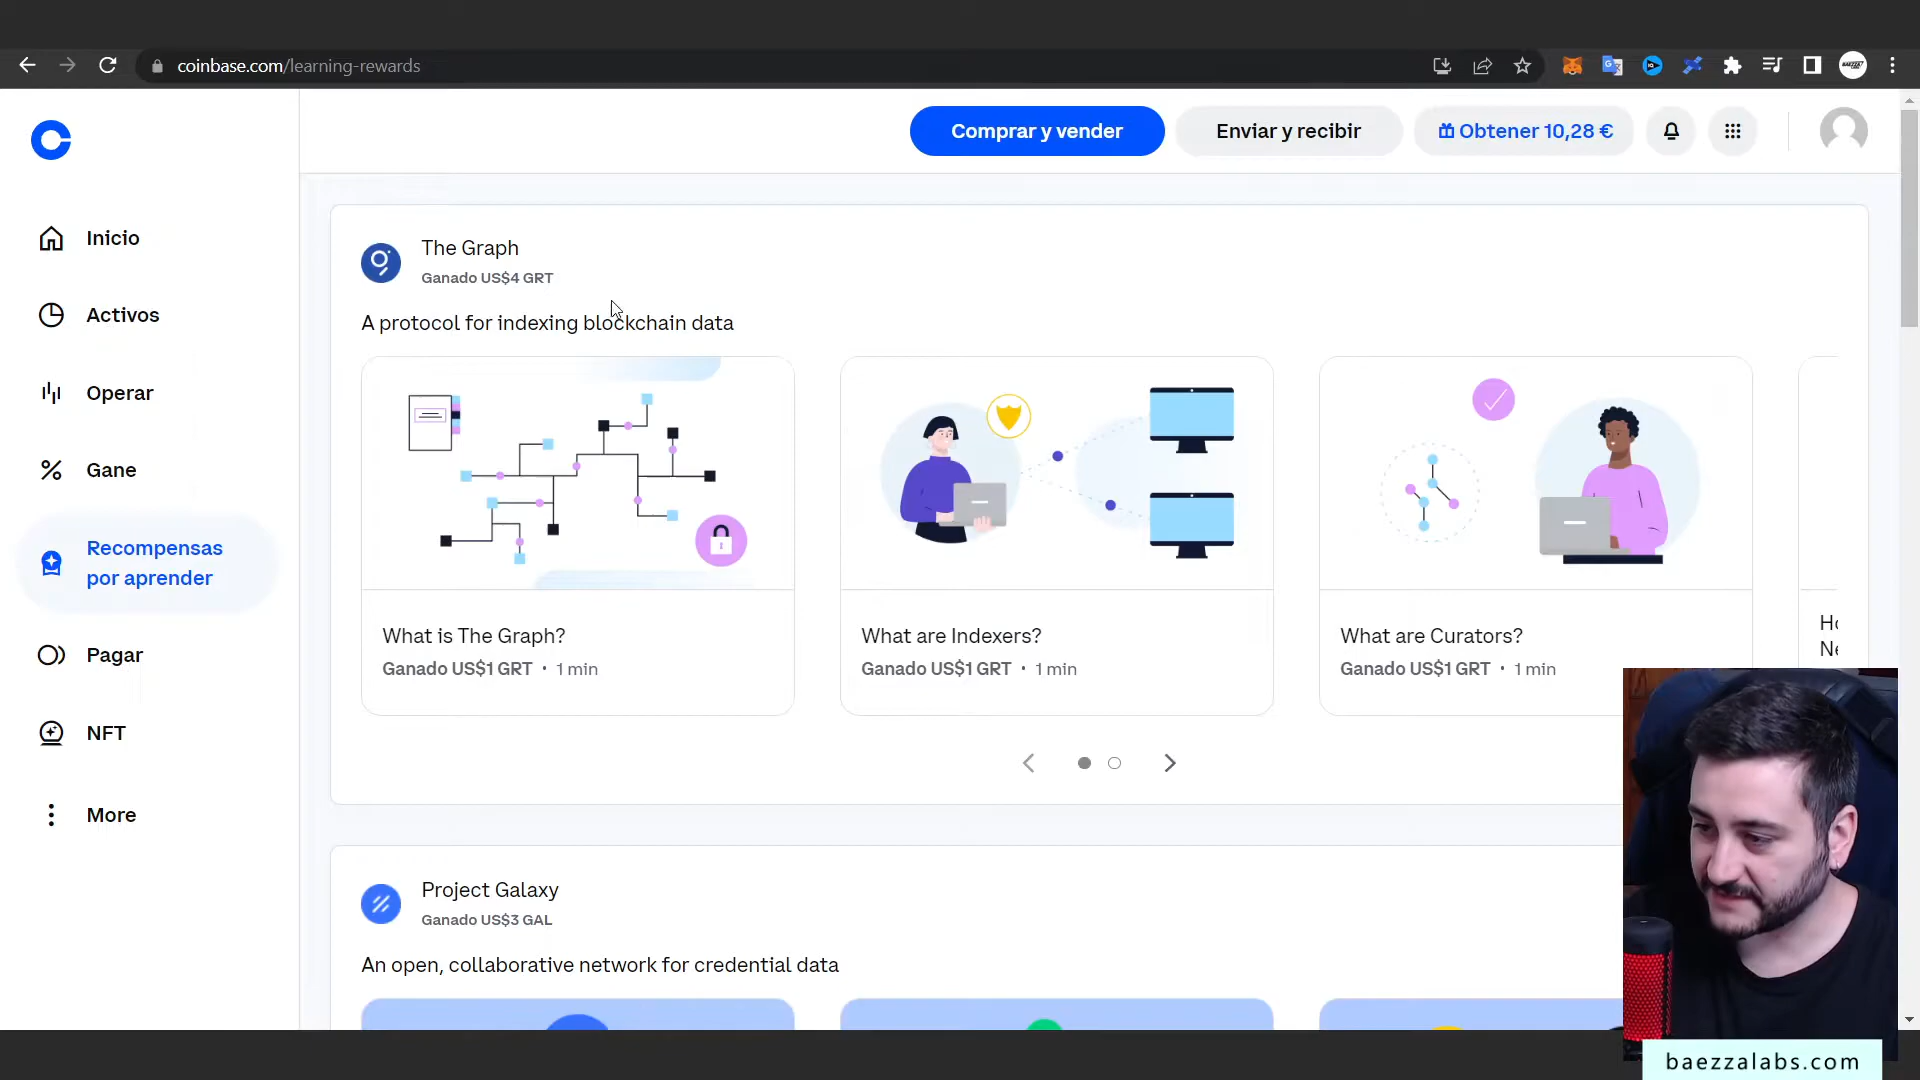 coinbase.com/learning-rewards
Comprar y vender
Enviar y recibir
Obtener 10,28 €
Inicio
Activos
Operar
Gane
Recompensas
por aprender
Pagar
NFT
More
The Graph
Ganado US$4 GRT
A protocol for indexing blockchain data
What is The Graph?
Ganado US$1 GRT • 1 min
What are Indexers?
Ganado US$1 GRT • 1 min
What are Curators?
Ganado US$1 GRT • 1 min
Project Galaxy
Ganado US$3 GAL
An open, collaborative network for credential data
baezzalabs.com